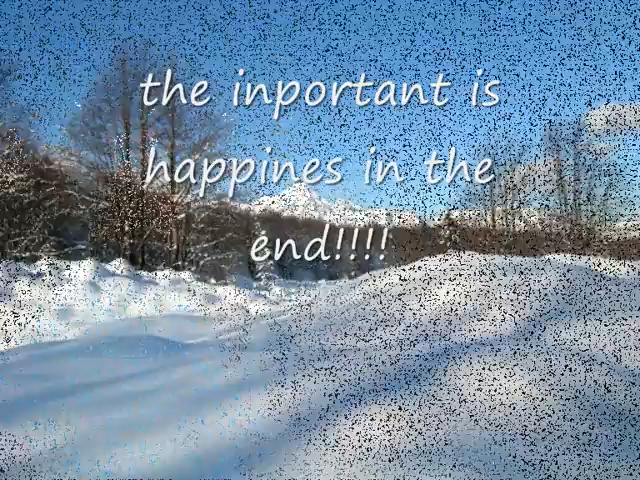 the inportant is
happines in the
end!!!!